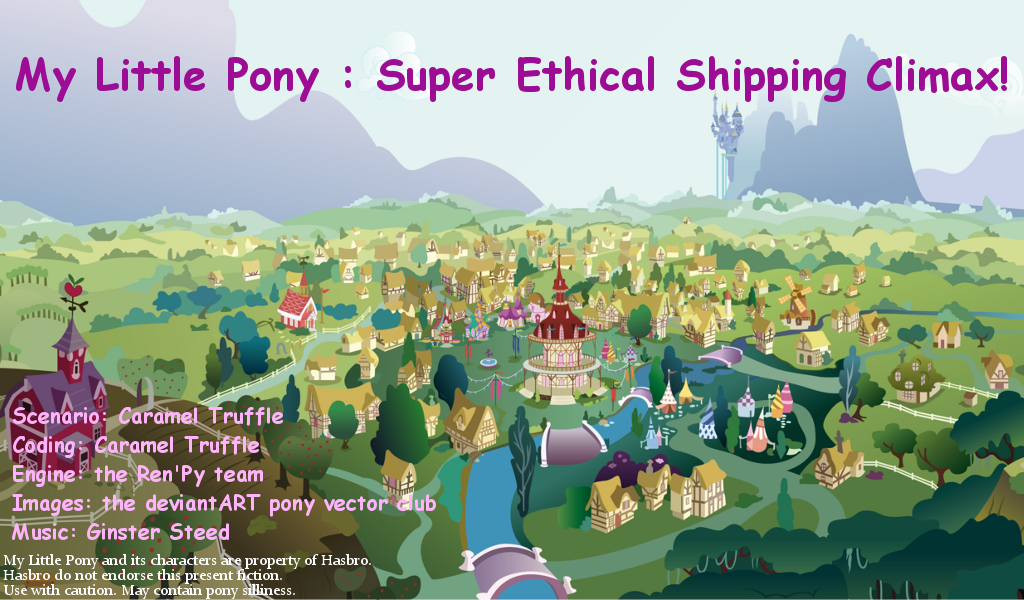 My Little Pony : Super Ethical Shipping Climax!
Scenario: Caramel Truffle
Coding: Caramel Truffle
Engine: the Ren'Py team
Images: the deviantART pony vector club
Music: Ginster Steed
My Little Pony and its characters are property of Hasbro.
Hasbro do not endorse this present fiction.
Use with caution. May contain pony silliness.